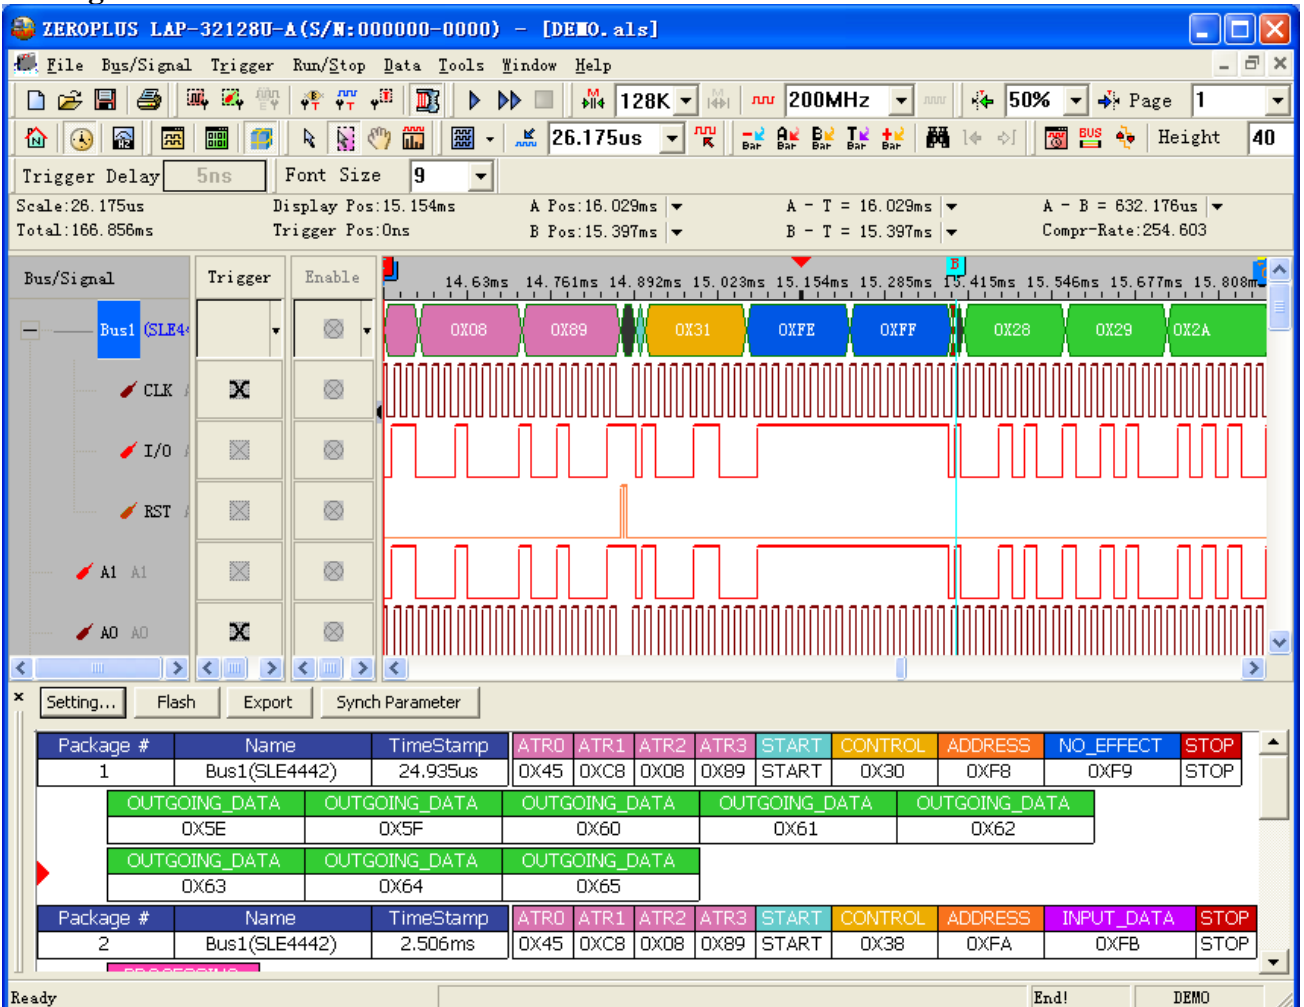 ZEROPLUS LAP-32128U-A(S/N:000000-0000) - [DEMO.als]
File Bus/Signal Trigger Run/Stop Data Tools Window Help
128K 200MHz 50% Page 1
26.175us Bar Bar Bar Bar Bar BUS Height 40
Trigger Delay 5ns Font Size 9
Scale:26.175us Display Pos:15.154ms A Pos:16.029ms A - T = 16.029ms A - B = 632.176us
Total:166.856ms Trigger Pos:0ns B Pos:15.397ms B - T = 15.397ms Compr-Rate:254.603
Bus/Signal Trigger Enable B
14.63ms 14.761ms 14.892ms 15.023ms 15.154ms 15.285ms 15.415ms 15.546ms 15.677ms 15.808m
Bus1 (SLE44 0X08 0X89 0X31 0XFE 0XFF 0X28 0X29 0X2A
CLK
I/O
RST
A1 A1
A0 A0
Setting... Flash Export Synch Parameter
Package # Name TimeStamp ATR0 ATR1 ATR2 ATR3 START CONTROL ADDRESS NO_EFFECT STOP
1 Bus1(SLE4442) 24.935us 0X45 0XC8 0X08 0X89 START 0X30 0XF8 0XF9 STOP
OUTGOING_DATA OUTGOING_DATA OUTGOING_DATA OUTGOING_DATA OUTGOING_DATA
0X5E 0X5F 0X60 0X61 0X62
OUTGOING_DATA OUTGOING_DATA OUTGOING_DATA
0X63 0X64 0X65
Package # Name TimeStamp ATR0 ATR1 ATR2 ATR3 START CONTROL ADDRESS INPUT_DATA STOP
2 Bus1(SLE4442) 2.506ms 0X45 0XC8 0X08 0X89 START 0X38 0XFA 0XFB STOP
PROCESSING
Ready End! DEMO